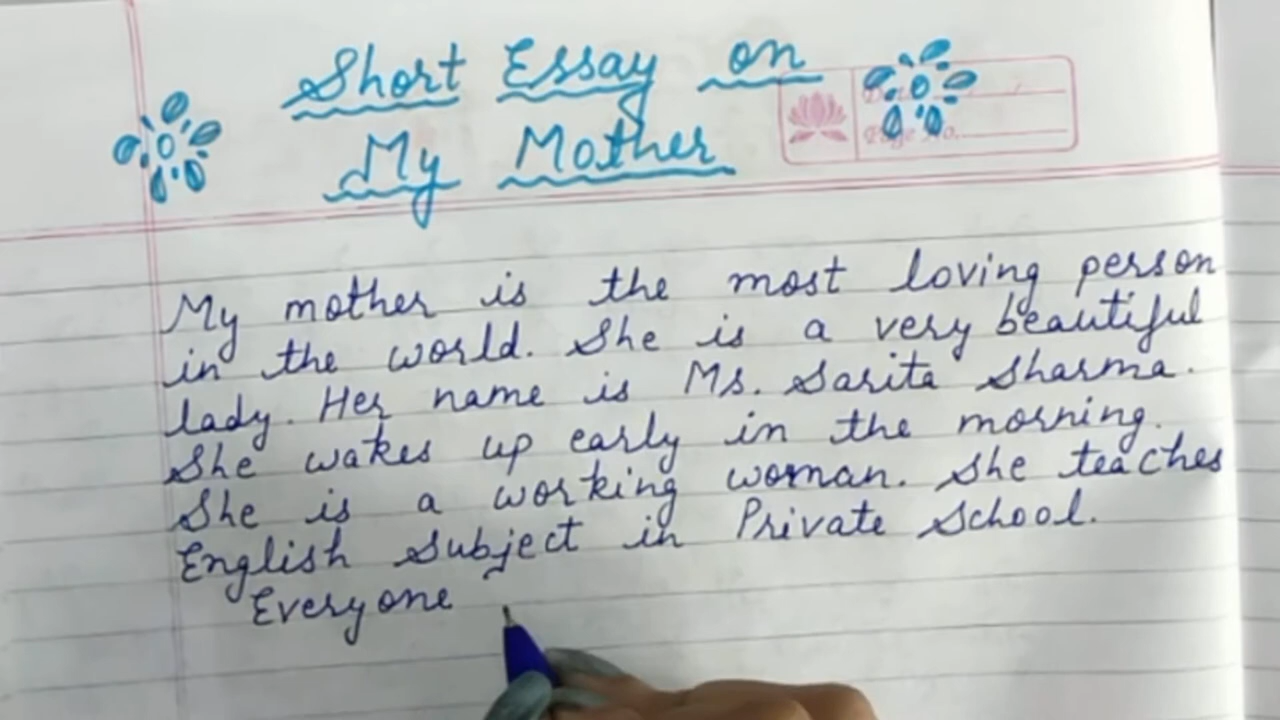 Short Essay on
My Mother
Page No.
My mother is the most loving person
in the world. She is a very beautiful
lady. Her name is Ms. Sarita Sharma.
She wakes up early in the morning.
She is a working woman. She teaches
English Subject in Private School.
Everyone